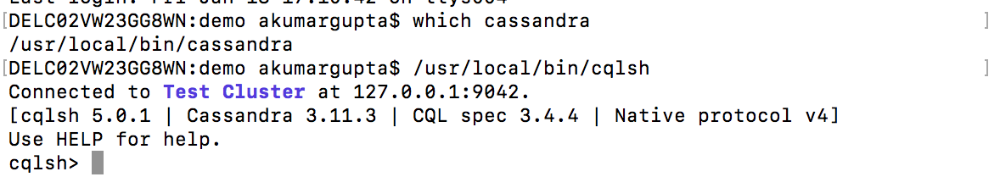 [DELC02VW23GG8WN:demo akumargupta$ which cassandra ]
/usr/local/bin/cassandra
[DELC02VW23GG8WN:demo akumargupta$ /usr/local/bin/cqlsh ]
Connected to Test Cluster at 127.0.0.1:9042.
[cqlsh 5.0.1 | Cassandra 3.11.3 | CQL spec 3.4.4 | Native protocol v4]
Use HELP for help.
cqlsh>